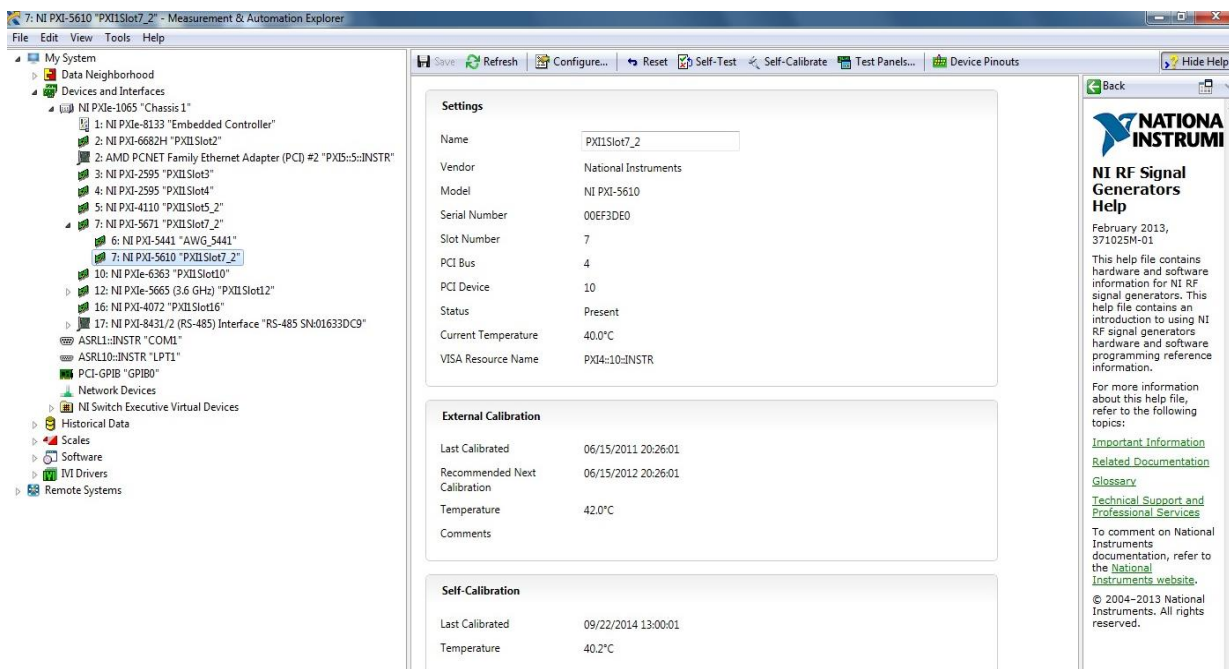 7: NI PXI-5610 "PXI1Slot7_2" - Measurement & Automation Explorer
File Edit View Tools Help
My System
Data Neighborhood
Devices and Interfaces
NI PXIe-1065 "Chassis 1"
1: NI PXIe-8133 "Embedded Controller"
2: NI PXI-6682H "PXI1Slot2"
2: AMD PCNET Family Ethernet Adapter (PCI) #2 "PXI5::5::INSTR"
3: NI PXI-2595 "PXI1Slot3"
4: NI PXI-2595 "PXI1Slot4"
5: NI PXI-4110 "PXI1Slot5_2"
7: NI PXI-5671 "PXI1Slot7_2"
6: NI PXI-5441 "AWG_5441"
7: NI PXI-5610 "PXI1Slot7_2"
10: NI PXIe-6363 "PXI1Slot10"
12: NI PXIe-5665 (3.6 GHz) "PXI1Slot12"
16: NI PXI-4072 "PXI1Slot16"
17: NI PXI-8431/2 (RS-485) Interface "RS-485 SN:01633DC9"
ASRL1::INSTR "COM1"
ASRL10::INSTR "LPT1"
PCI-GPIB "GPIB0"
Network Devices
NI Switch Executive Virtual Devices
Historical Data
Scales
Software
IVI Drivers
Remote Systems
Save Refresh Configure... Reset Self-Test Self-Calibrate Test Panels... Device Pinouts Hide Help
Settings
Name PXI1Slot7_2
Vendor National Instruments
Model NI PXI-5610
Serial Number 00EF3DE0
Slot Number 7
PCI Bus 4
PCI Device 10
Status Present
Current Temperature 40.0°C
VISA Resource Name PXI4::10::INSTR
External Calibration
Last Calibrated 06/15/2011 20:26:01
Recommended Next 06/15/2012 20:26:01
Calibration
Temperature 42.0°C
Comments
Self-Calibration
Last Calibrated 09/22/2014 13:00:01
Temperature 40.2°C
Back
NATIONA
INSTRUMI
NI RF Signal
Generators
Help
February 2013,
371025M-01
This help file contains
hardware and software
information for NI RF
signal generators. This
help file contains an
introduction to using NI
RF signal generators
hardware and software
programming reference
information.
For more information
about this help file,
refer to the following
topics:
Important Information
Related Documentation
Glossary
Technical Support and
Professional Services
To comment on National
Instruments
documentation, refer to
the National
Instruments website.
© 2004–2013 National
Instruments. All rights
reserved.